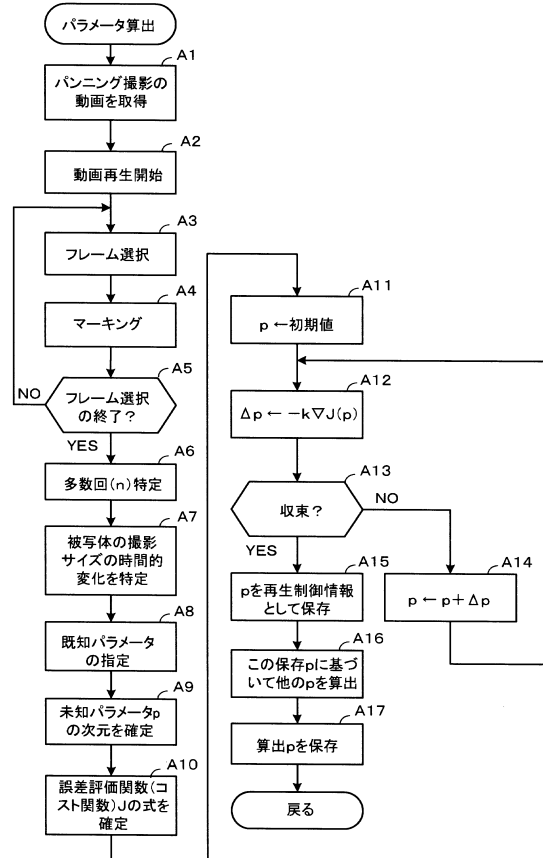 パラメータ算出
A1
パンニング撮影の
動画を取得
A2
動画再生開始
A3
フレーム選択
A4
マーキング
A5
フレーム選択
の終了？
NO
YES
A6
多数回(n)特定
A7
被写体の撮影
サイズの時間的
変化を特定
A8
既知パラメータ
の指定
A9
未知パラメータp
の次元を確定
A10
誤差評価関数(コ
スト関数)Jの式を
確定
A11
p ←初期値
A12
Δp ← −k∇J(p)
A13
収束？
NO
YES
A14
p ← p＋Δp
A15
pを再生制御情報
として保存
A16
この保存pに基づ
いて他のpを算出
A17
算出pを保存
戻る